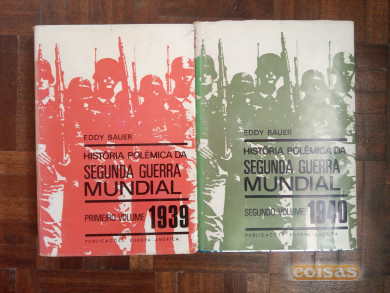 EDDY BAUER
HISTÓRIA POLÉMICA DA
SEGUNDA GUERRA
MUNDIAL
PRIMEIRO VOLUME 1939
PUBLICAÇÕES EUROPA-AMÉRICA
EDDY BAUER
HISTÓRIA POLÉMICA DA
SEGUNDA GUERRA
MUNDIAL
SEGUNDO VOLUME 1940
PUBLICAÇÕES EUROPA-AMÉRICA
coisas